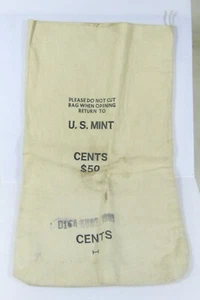 PLEASE DO NOT CUT
BAG WHEN OPENING
RETURN TO
U. S. MINT
CENTS
$50
CENTS